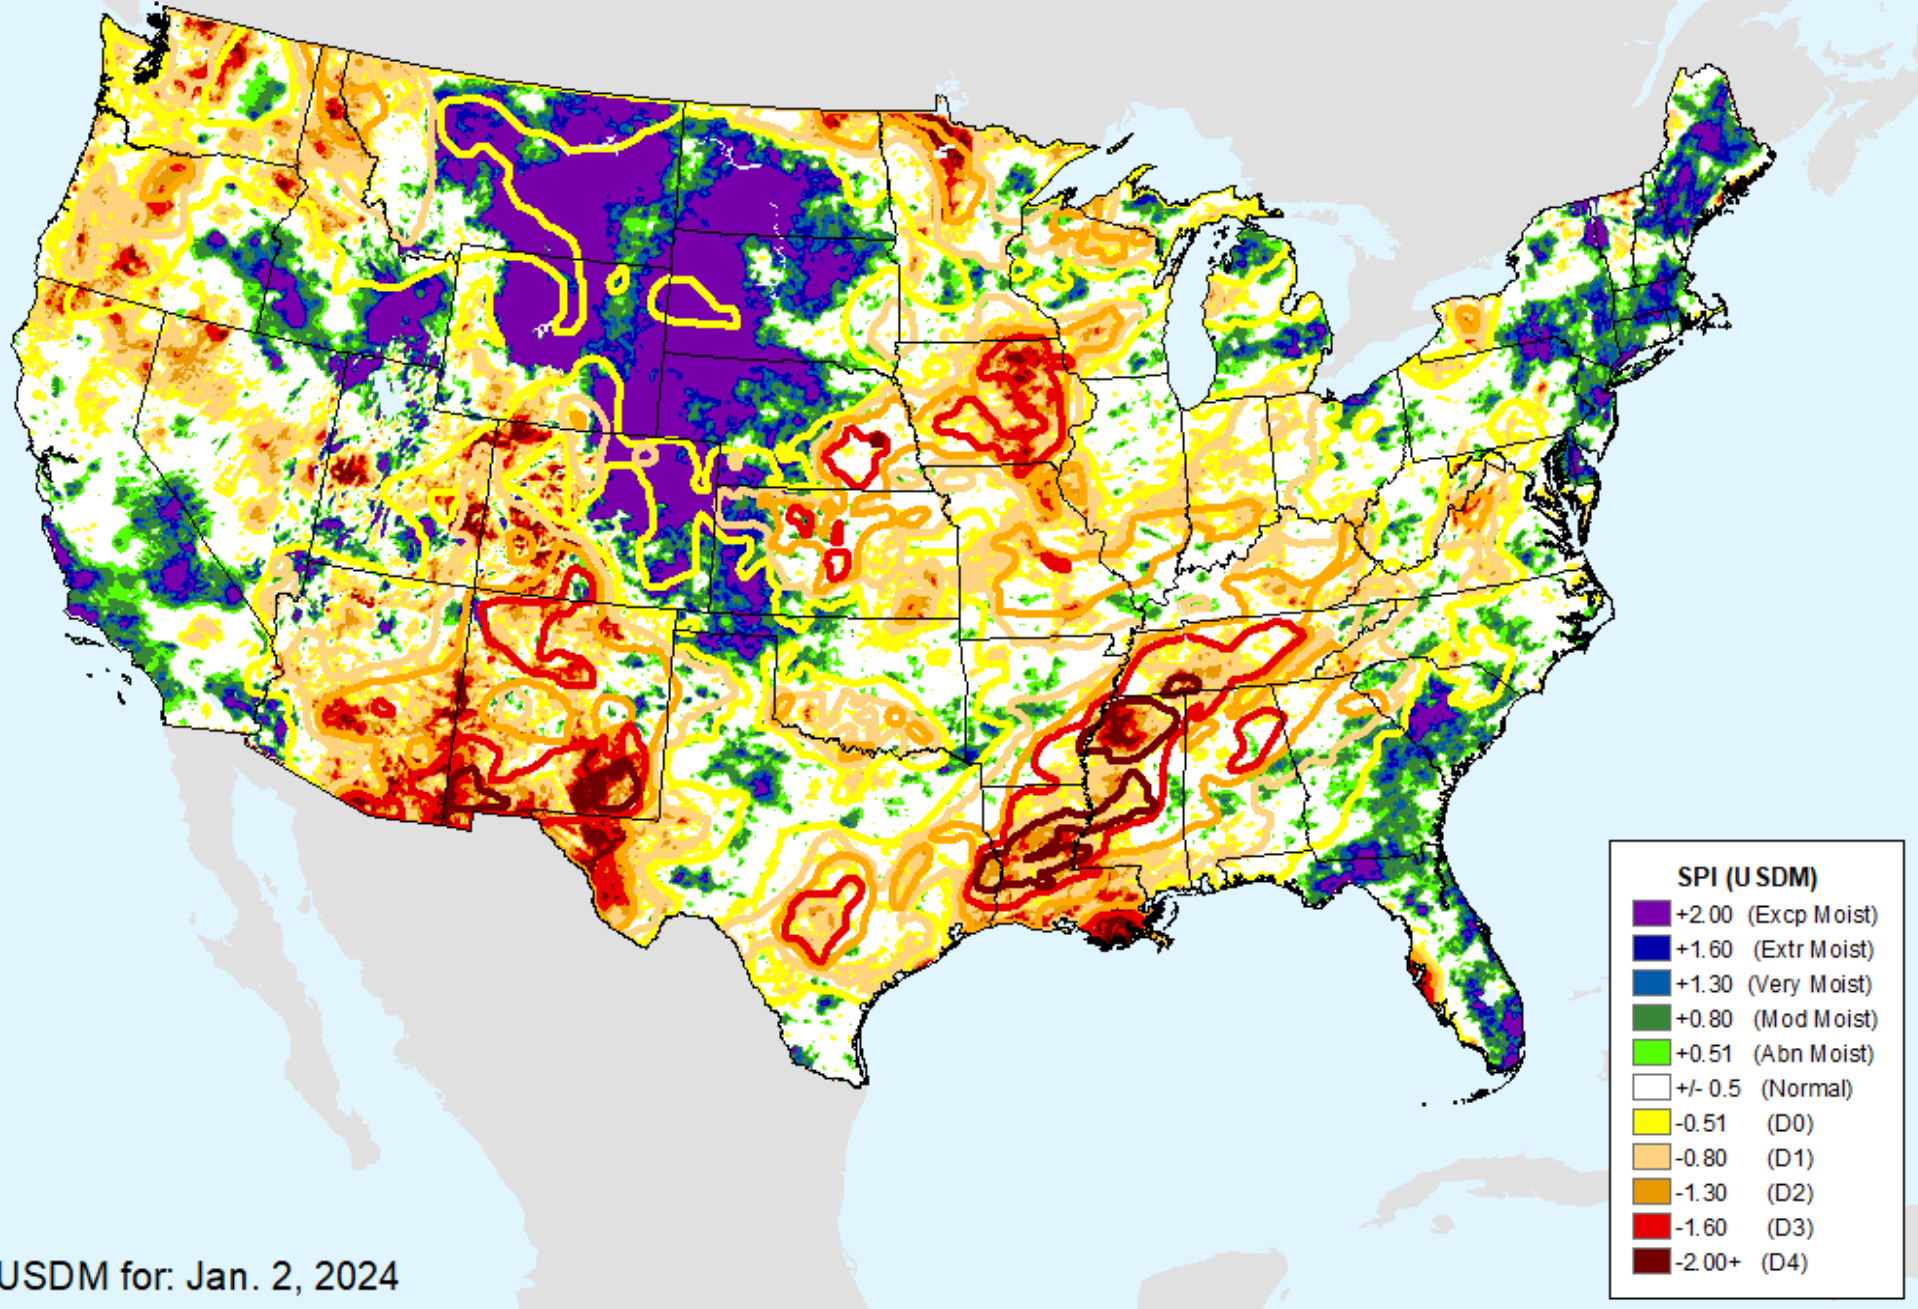 SPI (USDM)
+2.00 (Excp Moist)
+1.60 (Extr Moist)
+1.30 (Very Moist)
+0.80 (Mod Moist)
+0.51 (Abn Moist)
+/- 0.5 (Normal)
-0.51 (D0)
-0.80 (D1)
-1.30 (D2)
-1.60 (D3)
-2.00+ (D4)
USDM for: Jan. 2, 2024